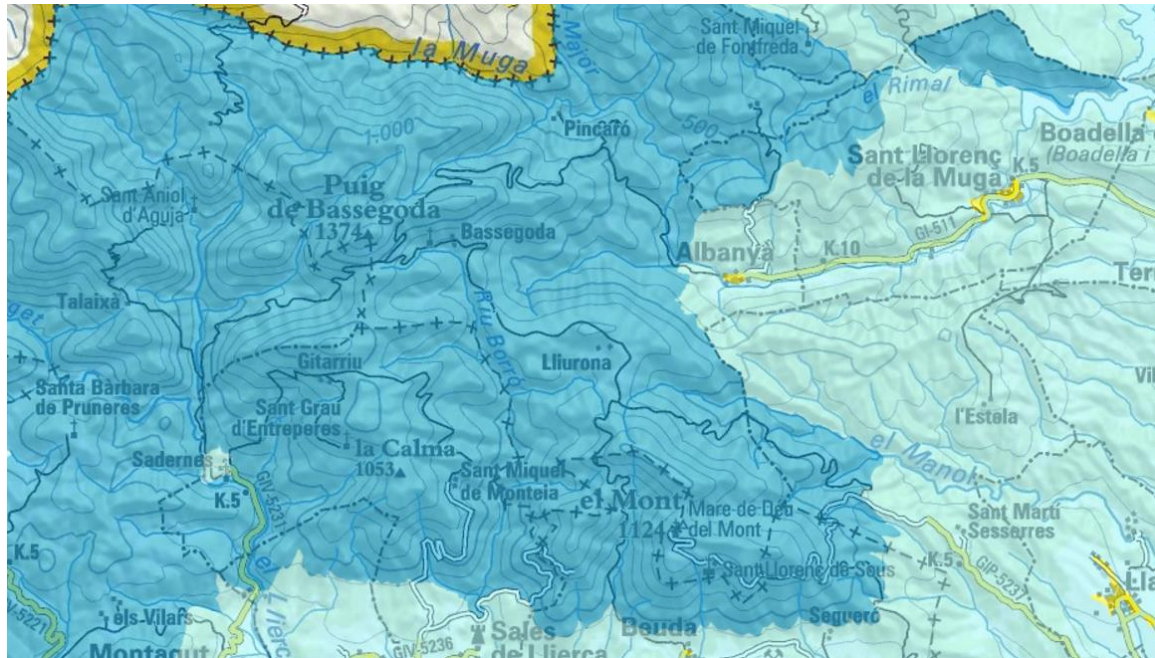 la Muga
Major
Sant Miquel
de Fontfreda
el Rimal
Pincaró
1.000
500
Boadella
(Boadella i
Sant Llorenç
de la Muga
K.5
Puig
de Bassegoda
1374
Sant Aniol
d'Aguja
Bassegoda
Albanyà
K.10
GI-511
Talaixà
Riu Borró
Gitarriu
Lliurona
Santa Bàrbara
de Pruneres
Sant Grau
d'Entreperes
la Calma
1053
l'Estela
el Manol
Sadernes
K.5
GIV-5231
Sant Miquel
de Monteia
el Mont
1124
Mare de Déu
del Mont
Sant Martí
Sesserres
K.5
K.5
GIP-5237
Sant Llorenç de Sous
els Vilars
Segueró
Beuda
Sales
de Llierca
GIV-5236
Montagut
el Llierca